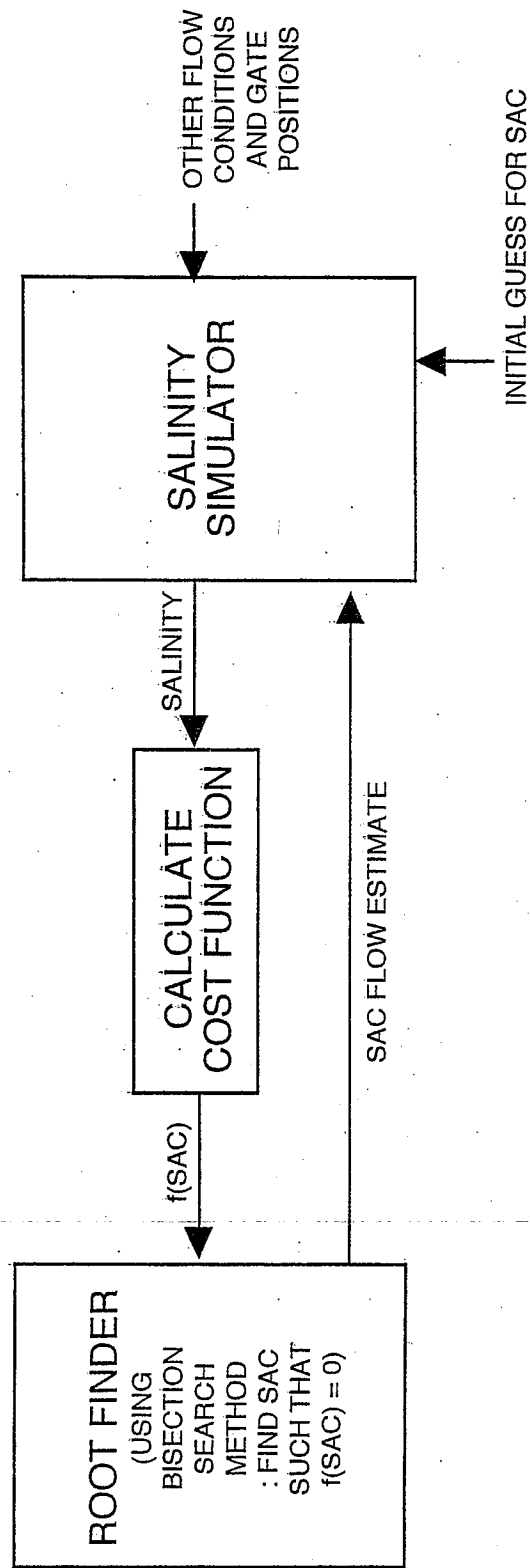 ROOT FINDER
(USING
BISECTION
SEARCH
METHOD
: FIND SAC
SUCH THAT
f(SAC) = 0)
f(SAC)
CALCULATE
COST FUNCTION
SALINITY
SALINITY
SIMULATOR
OTHER FLOW
CONDITIONS
AND GATE
POSITIONS
SAC FLOW ESTIMATE
INITIAL GUESS FOR SAC